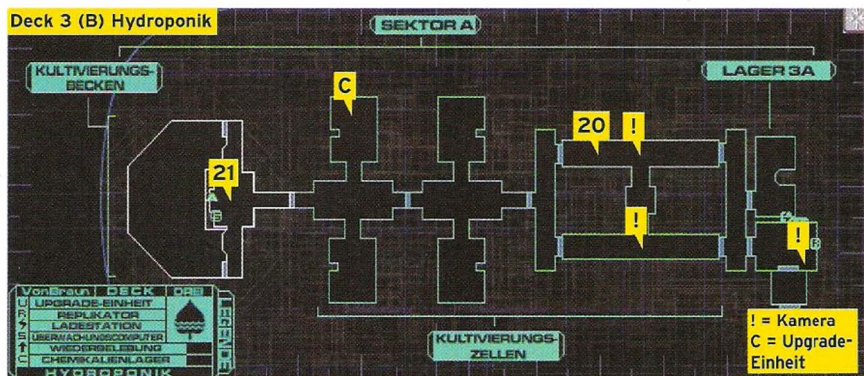 Deck 3 (B) Hydroponik
SEKTOR A
KULTIVIERUNGS-
BECKEN
LAGER 3A
C
20
!
21
!
!
VonBraun DECK DREI
U UPGRADE-EINHEIT
R REPLIKATOR
LADESTATION
S ÜBERWACHUNGSCOMPUTER
WIEDERBELEBUNG
C CHEMIKALIENLAGER
HYDROPONIK
LEGENDE
KULTIVIERUNGS-
ZELLEN
! = Kamera
C = Upgrade-
Einheit